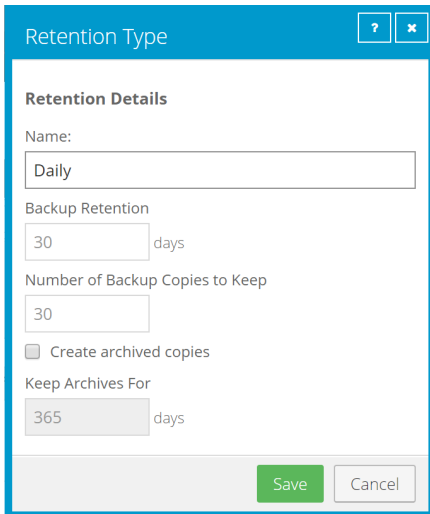 Retention Type ? ×
Retention Details
Name:
Daily
Backup Retention
30 days
Number of Backup Copies to Keep
30
Create archived copies
Keep Archives For
365 days
Save Cancel